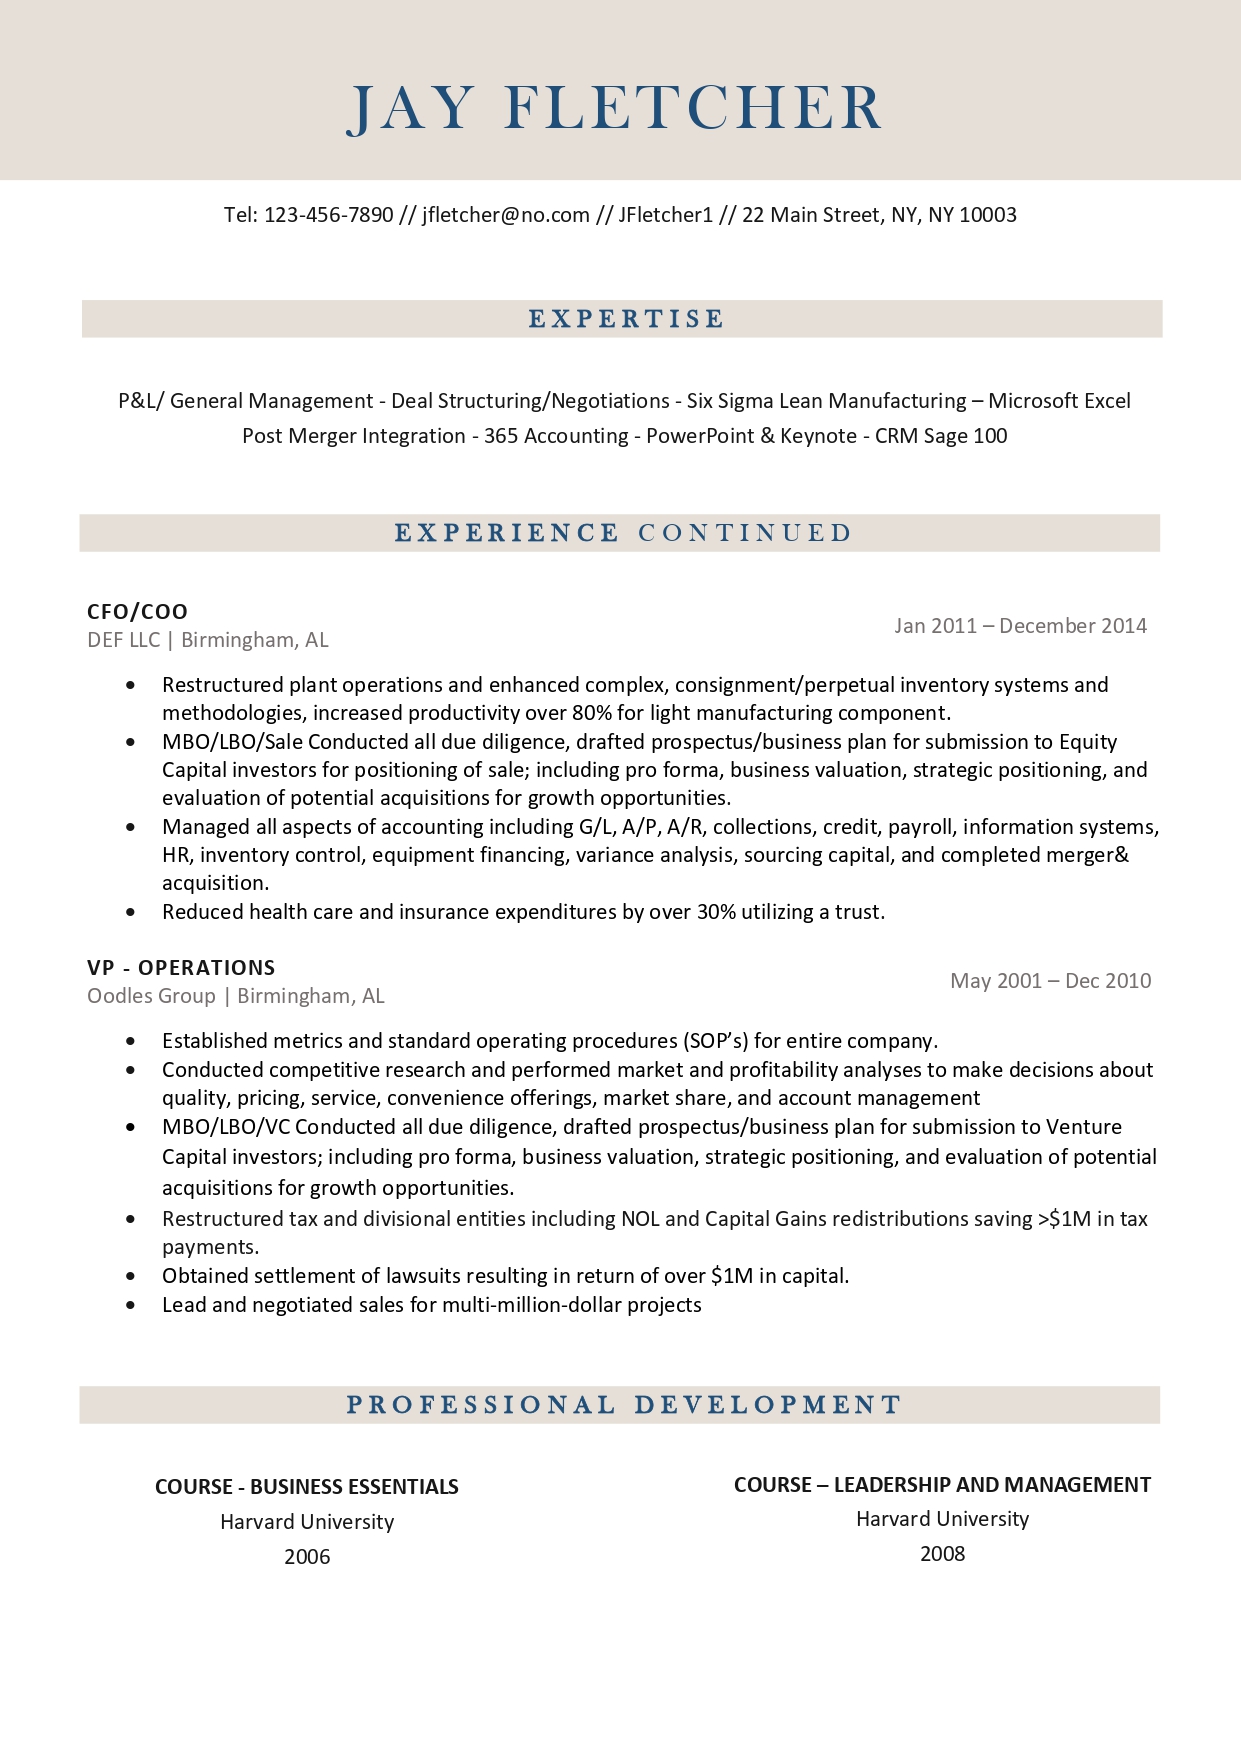 JAY FLETCHER
Tel: 123-456-7890 // jfletcher@no.com // JFletcher1 // 22 Main Street, NY, NY 10003
EXPERTISE
P&L/ General Management - Deal Structuring/Negotiations - Six Sigma Lean Manufacturing – Microsoft Excel
Post Merger Integration - 365 Accounting - PowerPoint & Keynote - CRM Sage 100
EXPERIENCE CONTINUED
CFO/COO
DEF LLC | Birmingham, AL
Jan 2011 – December 2014
• Restructured plant operations and enhanced complex, consignment/perpetual inventory systems and
methodologies, increased productivity over 80% for light manufacturing component.
• MBO/LBO/Sale Conducted all due diligence, drafted prospectus/business plan for submission to Equity
Capital investors for positioning of sale; including pro forma, business valuation, strategic positioning, and
evaluation of potential acquisitions for growth opportunities.
• Managed all aspects of accounting including G/L, A/P, A/R, collections, credit, payroll, information systems,
HR, inventory control, equipment financing, variance analysis, sourcing capital, and completed merger&
acquisition.
• Reduced health care and insurance expenditures by over 30% utilizing a trust.
VP - OPERATIONS
Oodles Group | Birmingham, AL
May 2001 – Dec 2010
• Established metrics and standard operating procedures (SOP’s) for entire company.
• Conducted competitive research and performed market and profitability analyses to make decisions about
quality, pricing, service, convenience offerings, market share, and account management
• MBO/LBO/VC Conducted all due diligence, drafted prospectus/business plan for submission to Venture
Capital investors; including pro forma, business valuation, strategic positioning, and evaluation of potential
acquisitions for growth opportunities.
• Restructured tax and divisional entities including NOL and Capital Gains redistributions saving >$1M in tax
payments.
• Obtained settlement of lawsuits resulting in return of over $1M in capital.
• Lead and negotiated sales for multi-million-dollar projects
PROFESSIONAL DEVELOPMENT
COURSE - BUSINESS ESSENTIALS
Harvard University
2006
COURSE – LEADERSHIP AND MANAGEMENT
Harvard University
2008